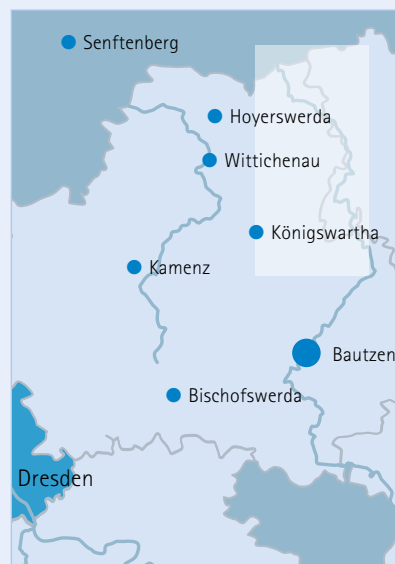 Senftenberg
Hoyerswerda
Wittichenau
Königswartha
Kamenz
Bautzen
Bischofswerda
Dresden